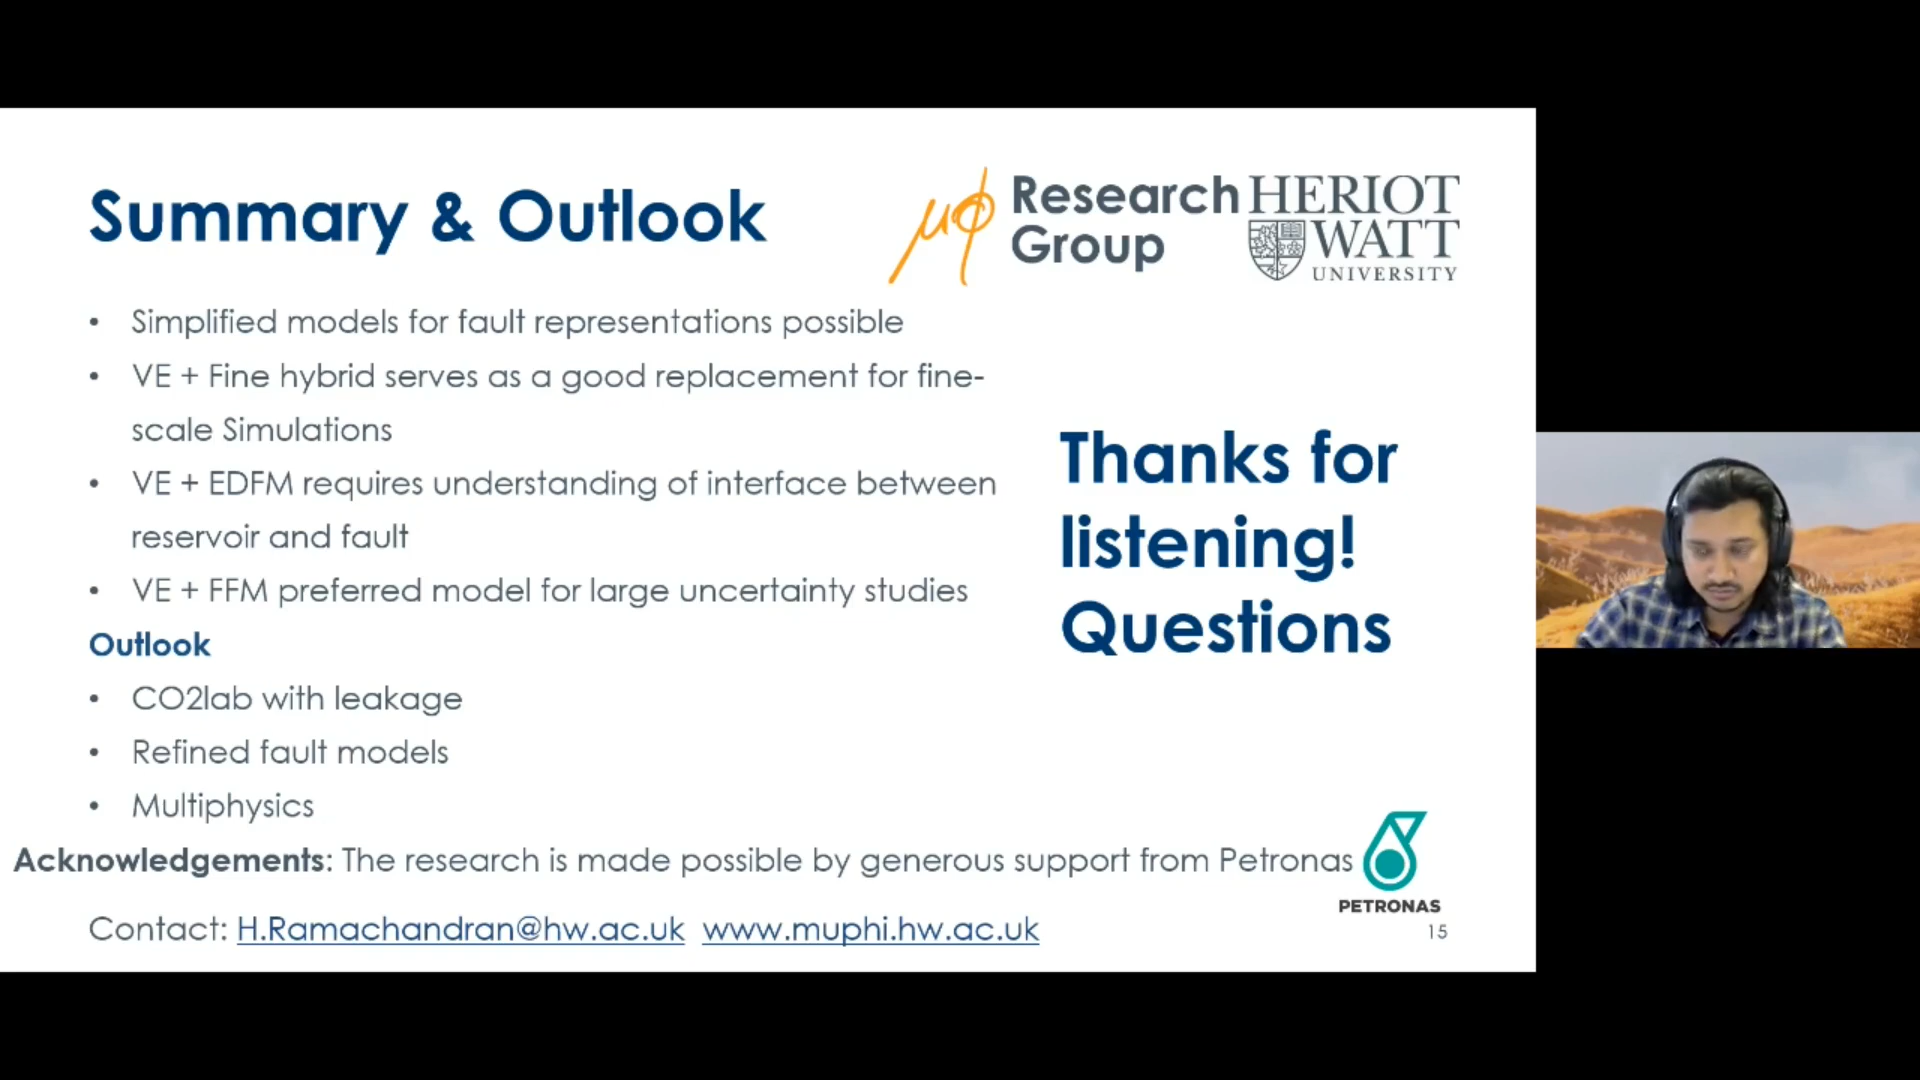 Summary & Outlook
μϕ Research Group
HERIOT WATT UNIVERSITY
• Simplified models for fault representations possible
• VE + Fine hybrid serves as a good replacement for fine-
scale Simulations
• VE + EDFM requires understanding of interface between
reservoir and fault
• VE + FFM preferred model for large uncertainty studies
Outlook
• CO2lab with leakage
• Refined fault models
• Multiphysics
Thanks for
listening!
Questions
Acknowledgements: The research is made possible by generous support from Petronas
PETRONAS
Contact: H.Ramachandran@hw.ac.uk www.muphi.hw.ac.uk
15